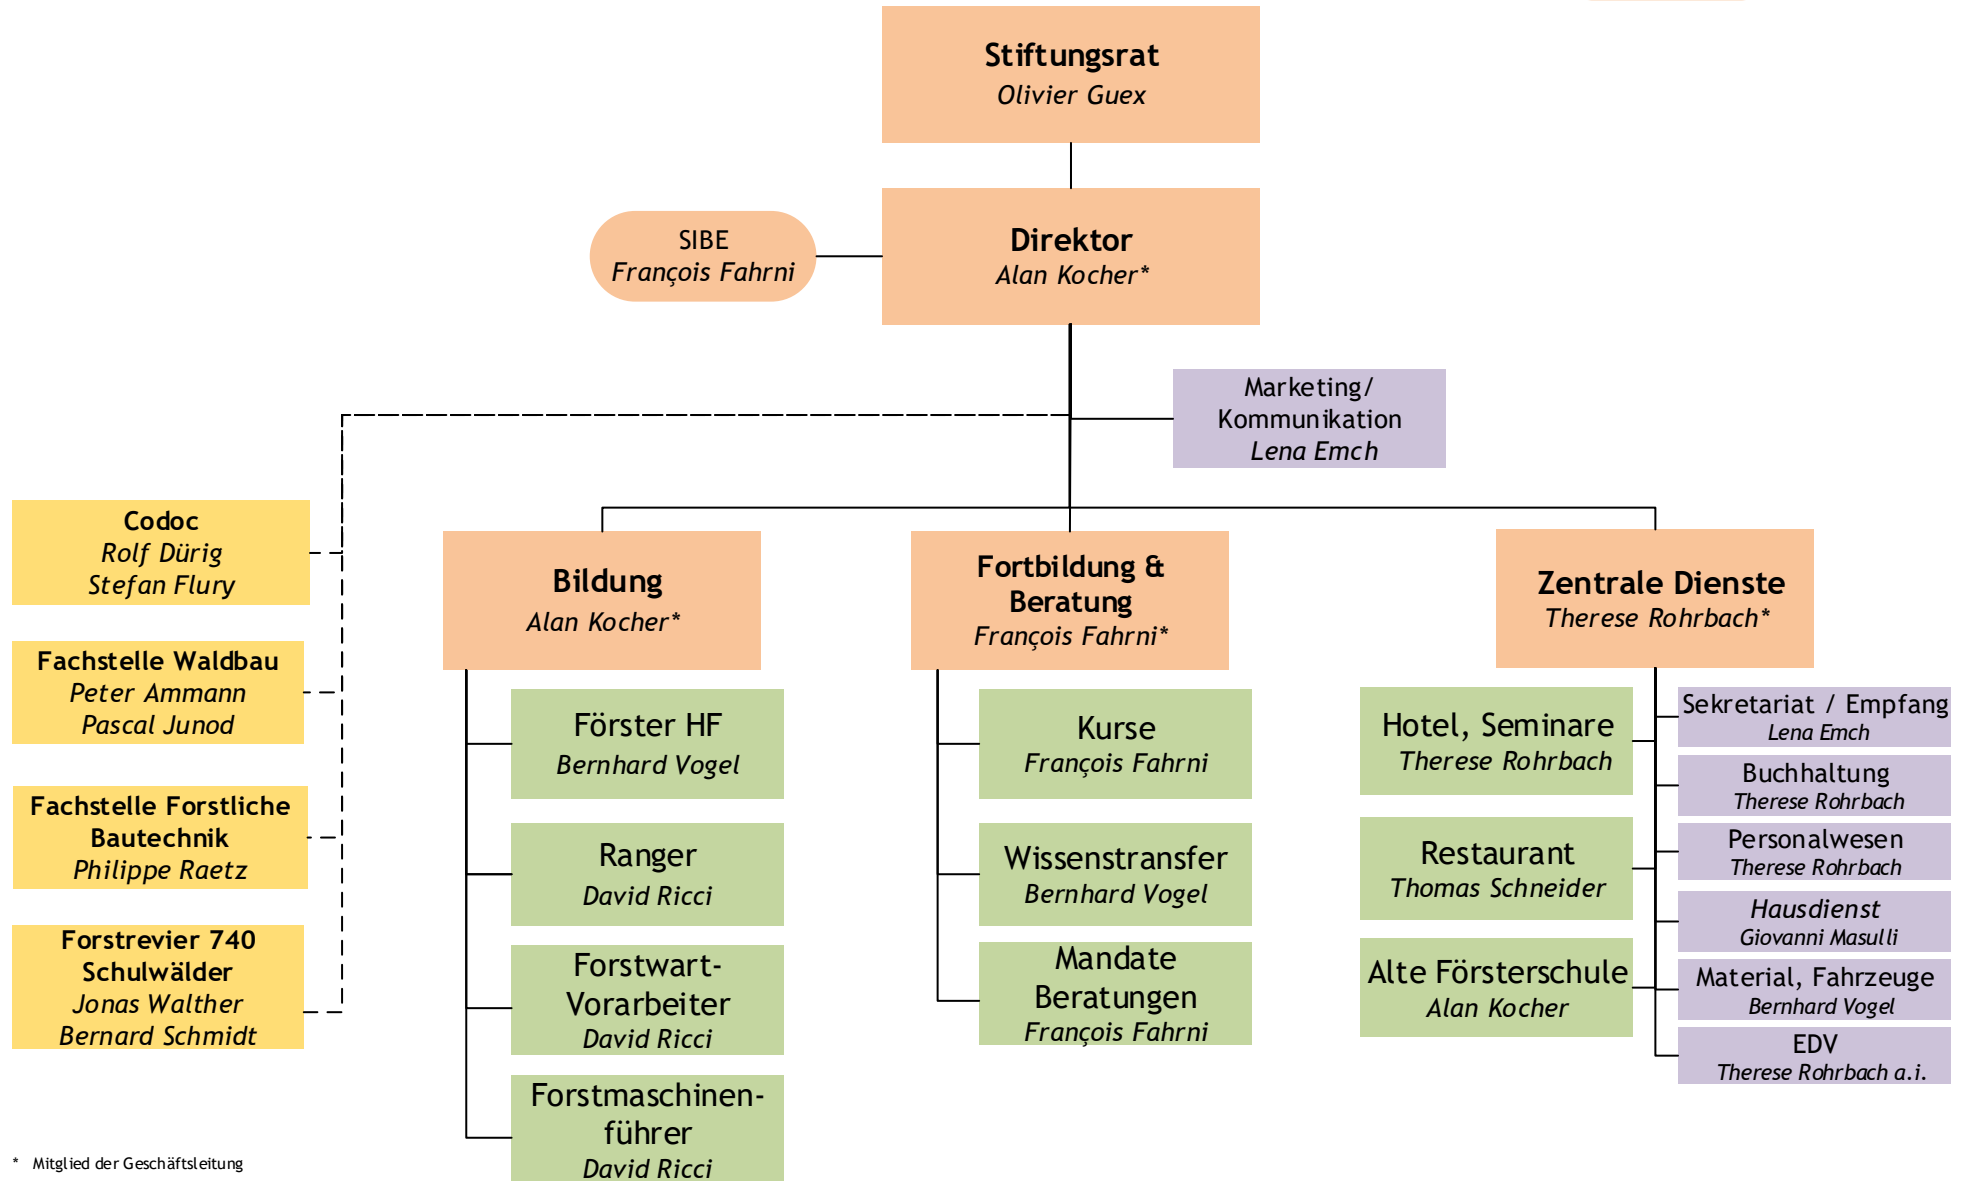 Stiftungsrat
Olivier Guex
SIBE
François Fahrni
Direktor
Alan Kocher*
Marketing/
Kommunikation
Lena Emch
Codoc
Rolf Dürig
Stefan Flury
Fachstelle Waldbau
Peter Ammann
Pascal Junod
Fachstelle Forstliche
Bautechnik
Philippe Raetz
Forstrevier 740
Schulwälder
Jonas Walther
Bernard Schmidt
Bildung
Alan Kocher*
Förster HF
Bernhard Vogel
Ranger
David Ricci
Forstwart-
Vorarbeiter
David Ricci
Forstmaschinen-
führer
David Ricci
Fortbildung &
Beratung
François Fahrni*
Kurse
François Fahrni
Wissenstransfer
Bernhard Vogel
Mandate
Beratungen
François Fahrni
Zentrale Dienste
Therese Rohrbach*
Hotel, Seminare
Therese Rohrbach
Restaurant
Thomas Schneider
Alte Försterschule
Alan Kocher
Sekretariat / Empfang
Lena Emch
Buchhaltung
Therese Rohrbach
Personalwesen
Therese Rohrbach
Hausdienst
Giovanni Masulli
Material, Fahrzeuge
Bernhard Vogel
EDV
Therese Rohrbach a.i.
* Mitglied der Geschäftsleitung